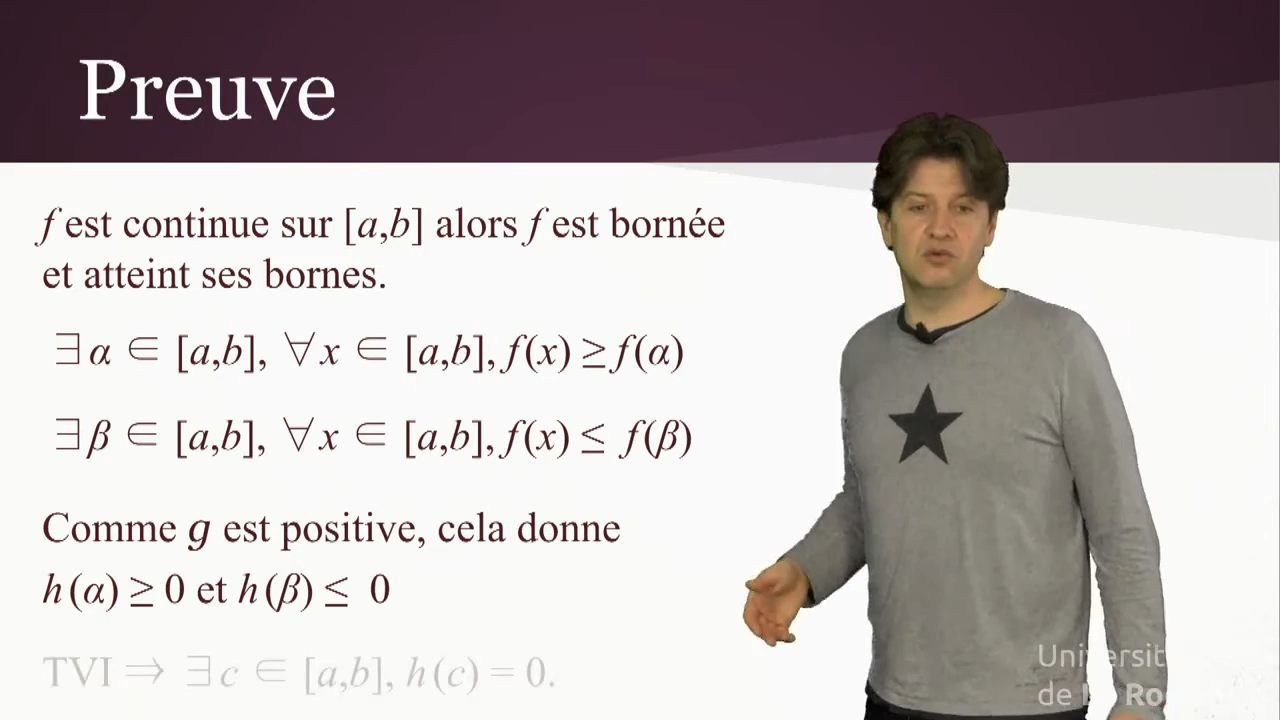 Preuve
f est continue sur [a,b] alors f est bornée
et atteint ses bornes.
∃ α ∈ [a,b], ∀ x ∈ [a,b], f(x) ≥ f(α)
∃ β ∈ [a,b], ∀ x ∈ [a,b], f(x) ≤ f(β)
Comme g est positive, cela donne
h(α) ≥ 0 et h(β) ≤ 0
TVI ⇒ ∃ c ∈ [a,b], h(c) = 0.
de